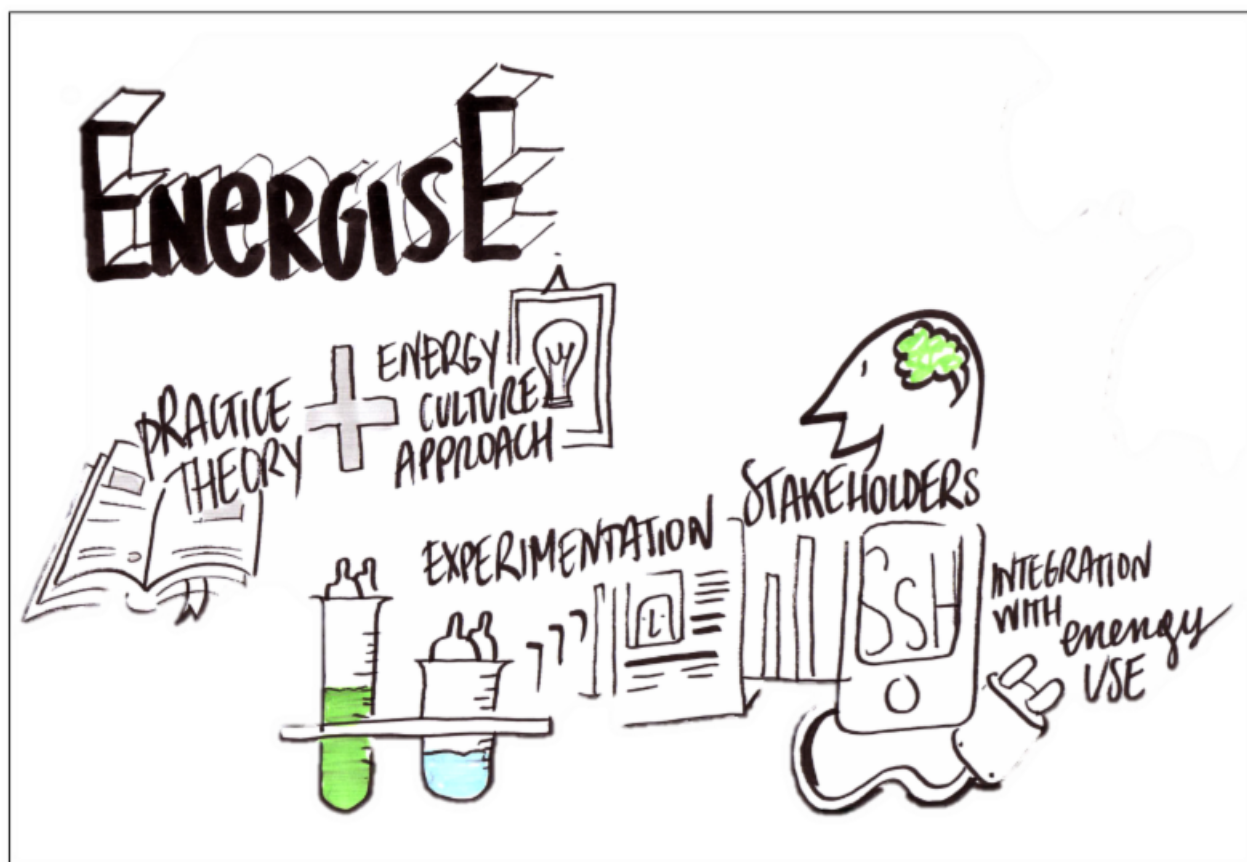 ENERGISE
PRACTICE
THEORY
+
ENERGY
CULTURE
APPROACH
EXPERIMENTATION
STAKEHOLDERS
SSH
INTEGRATION
WITH energy
USE